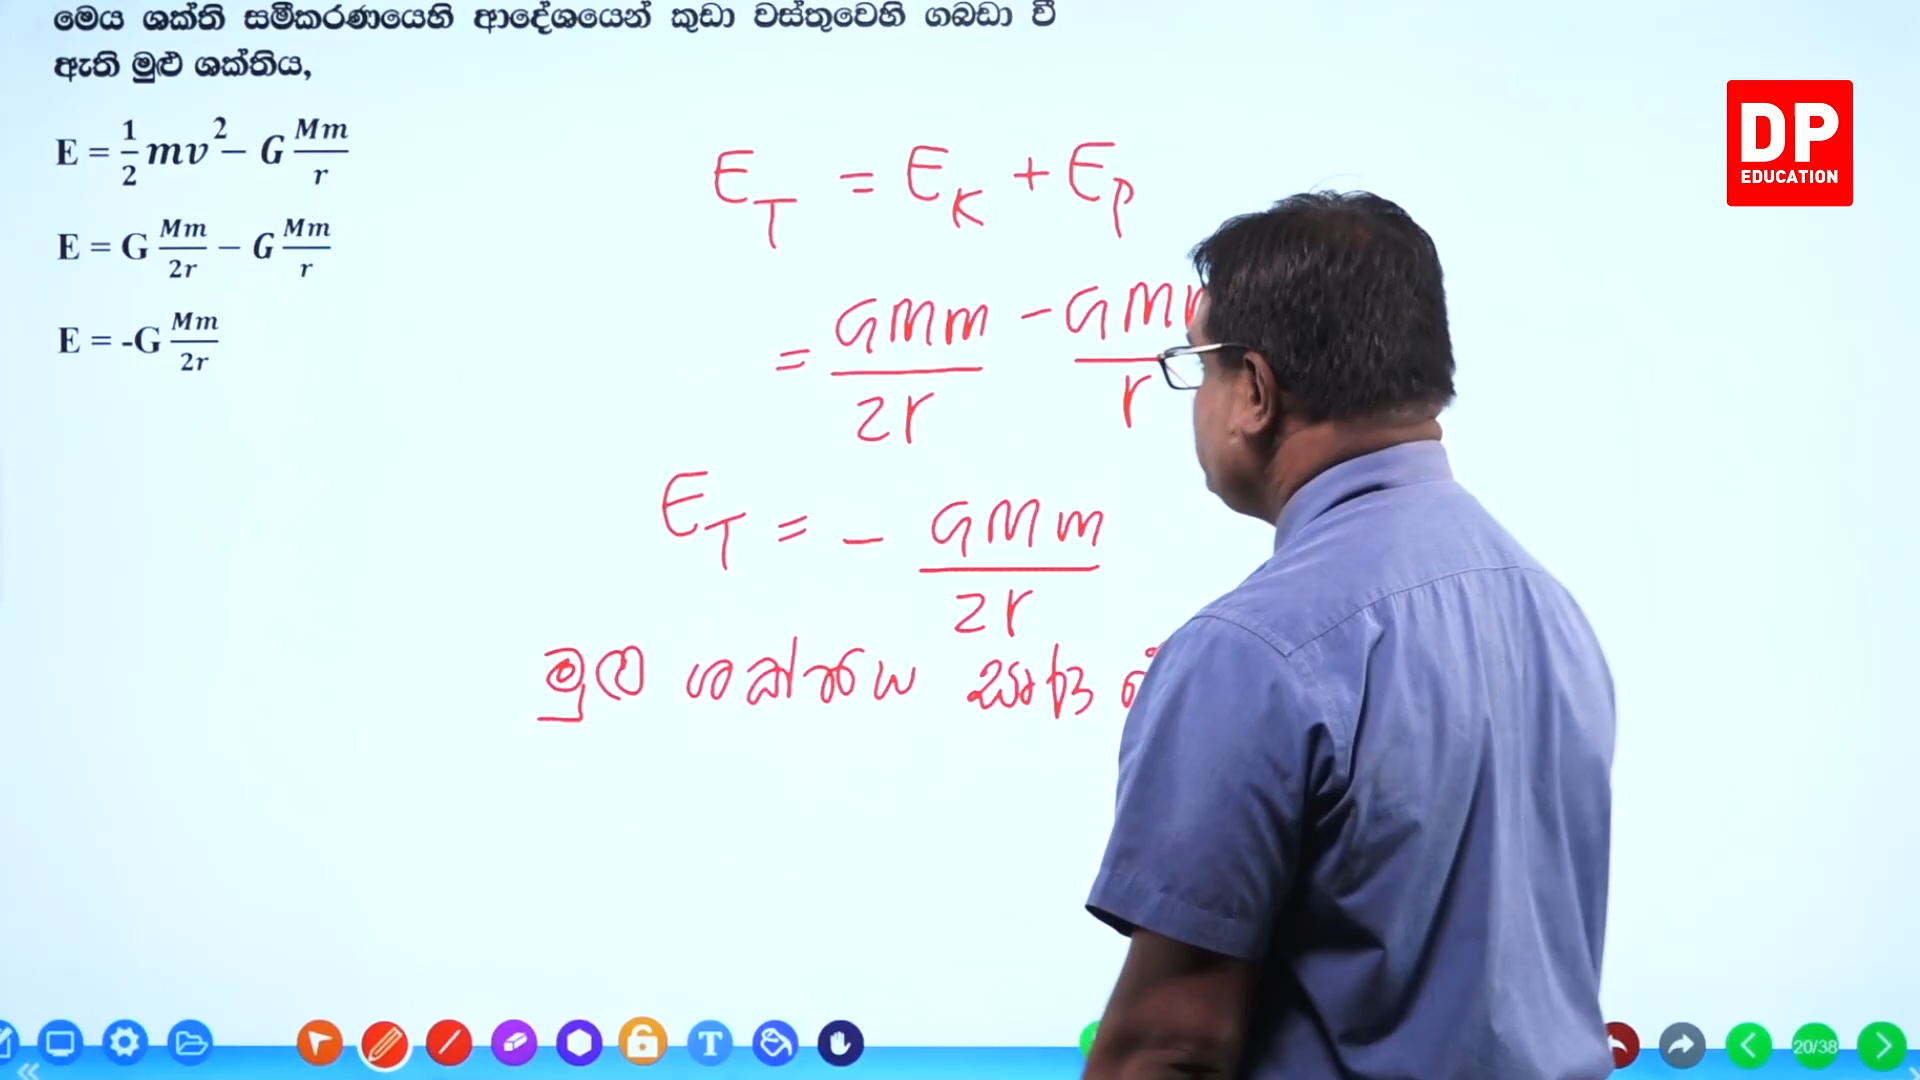 මෙය ශක්ති සමීකරණයෙහි ආදේශයෙන් කුඩා වස්තුවෙහි ගබඩා වී
ඇති මුළු ශක්තිය,
E = 1/2 mv² – G Mm/r
E = G Mm/2r – G Mm/r
E = -G Mm/2r
DP
EDUCATION
E_T = E_K + E_P
= GMm/2r - GM /r
E_T = - GMm/2r
මුළු ශක්තිය
T
20/38